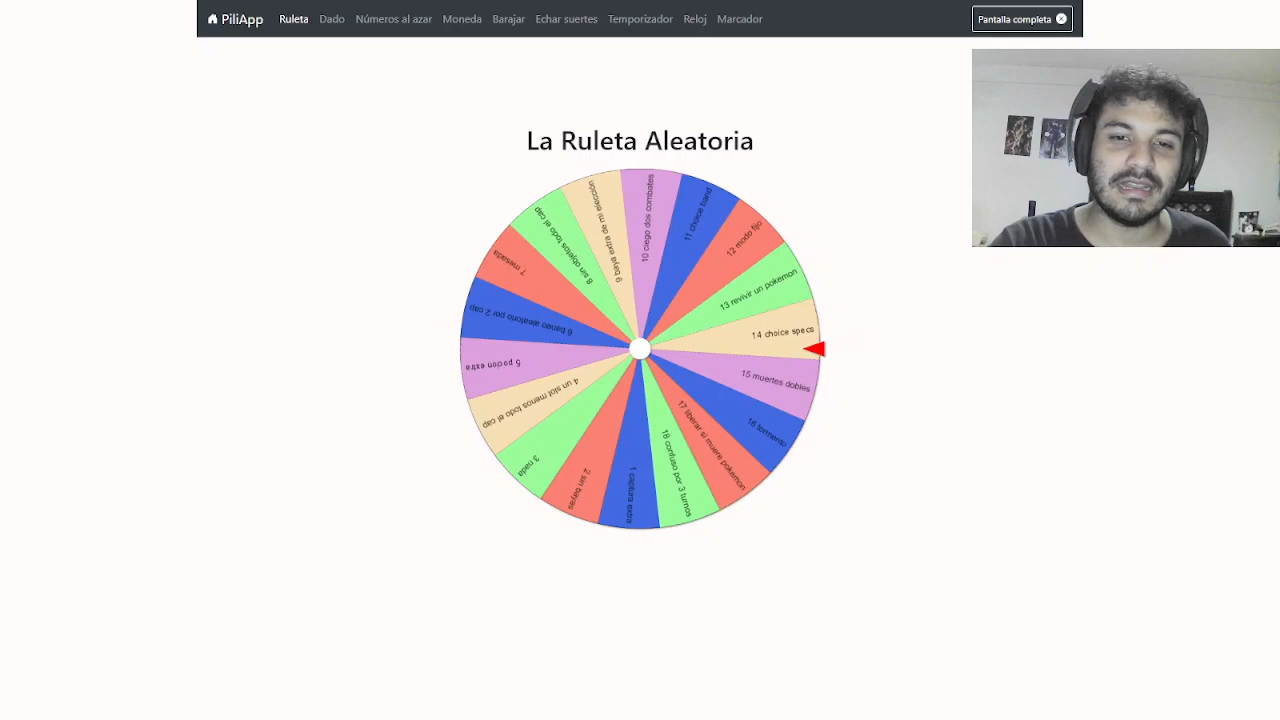 PiliApp Ruleta Dado Números al azar Moneda Barajar Echar suertes Temporizador Reloj Marcador Pantalla completa
La Ruleta Aleatoria
1 captura extra
2 sin bayas
3 nada
4 un slot menos todo el cap
5 pocion extra
6 baneo aleatorio por 2 cap
7 mesada
8 sin objetos todo el cap
9 baya extra de mi elección
10 ciego dos combates
11 choice band
12 modo fijo
13 revivir un pokemon
14 choice specs
15 muertes dobles
16 tormento
17 liberar si muere pokemon
18 confuso por 3 turnos